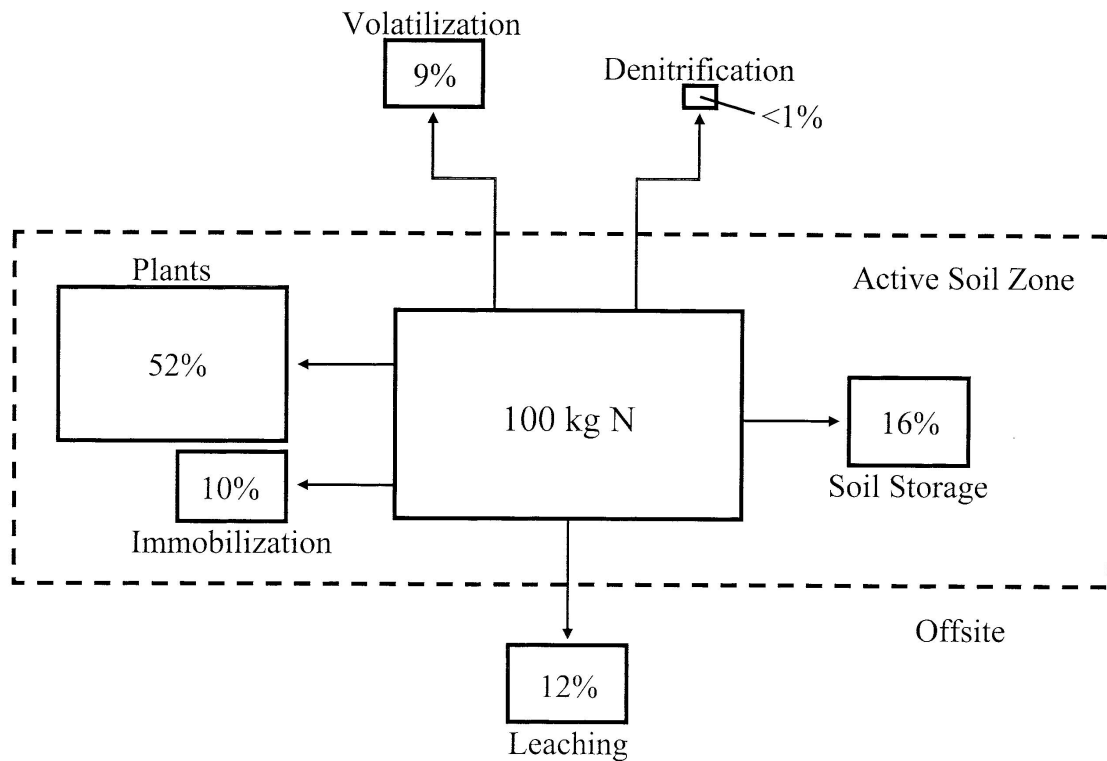 Volatilization
9%
Denitrification
<1%
Plants
Active Soil Zone
52%
100 kg N
16%
Soil Storage
10%
Immobilization
Offsite
12%
Leaching